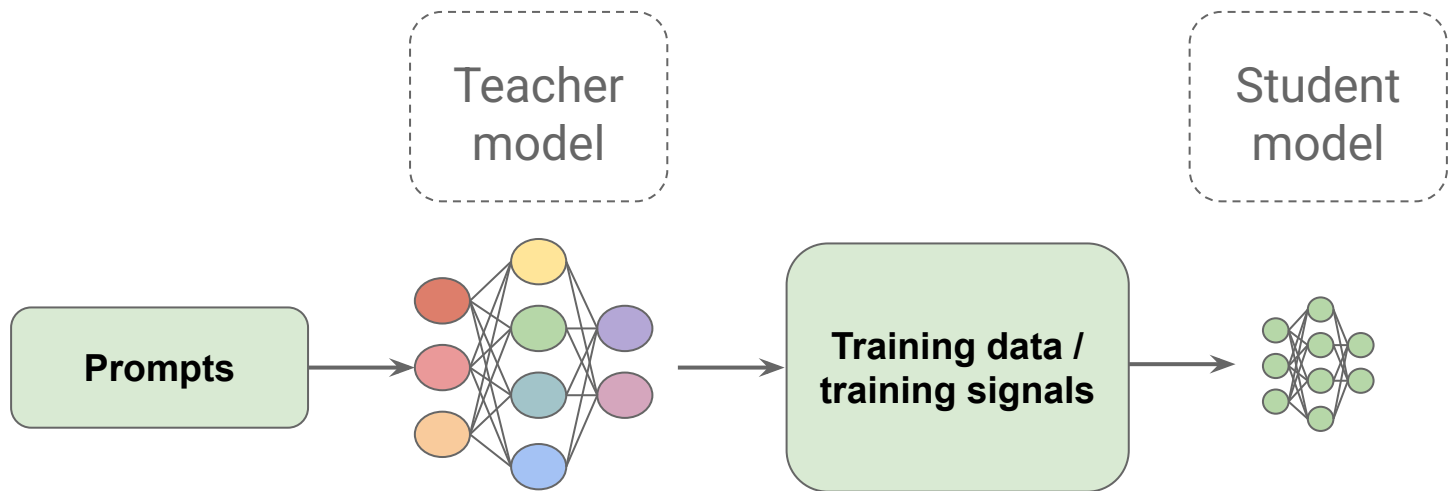 Teacher
model
Student
model
Prompts
Training data /
training signals